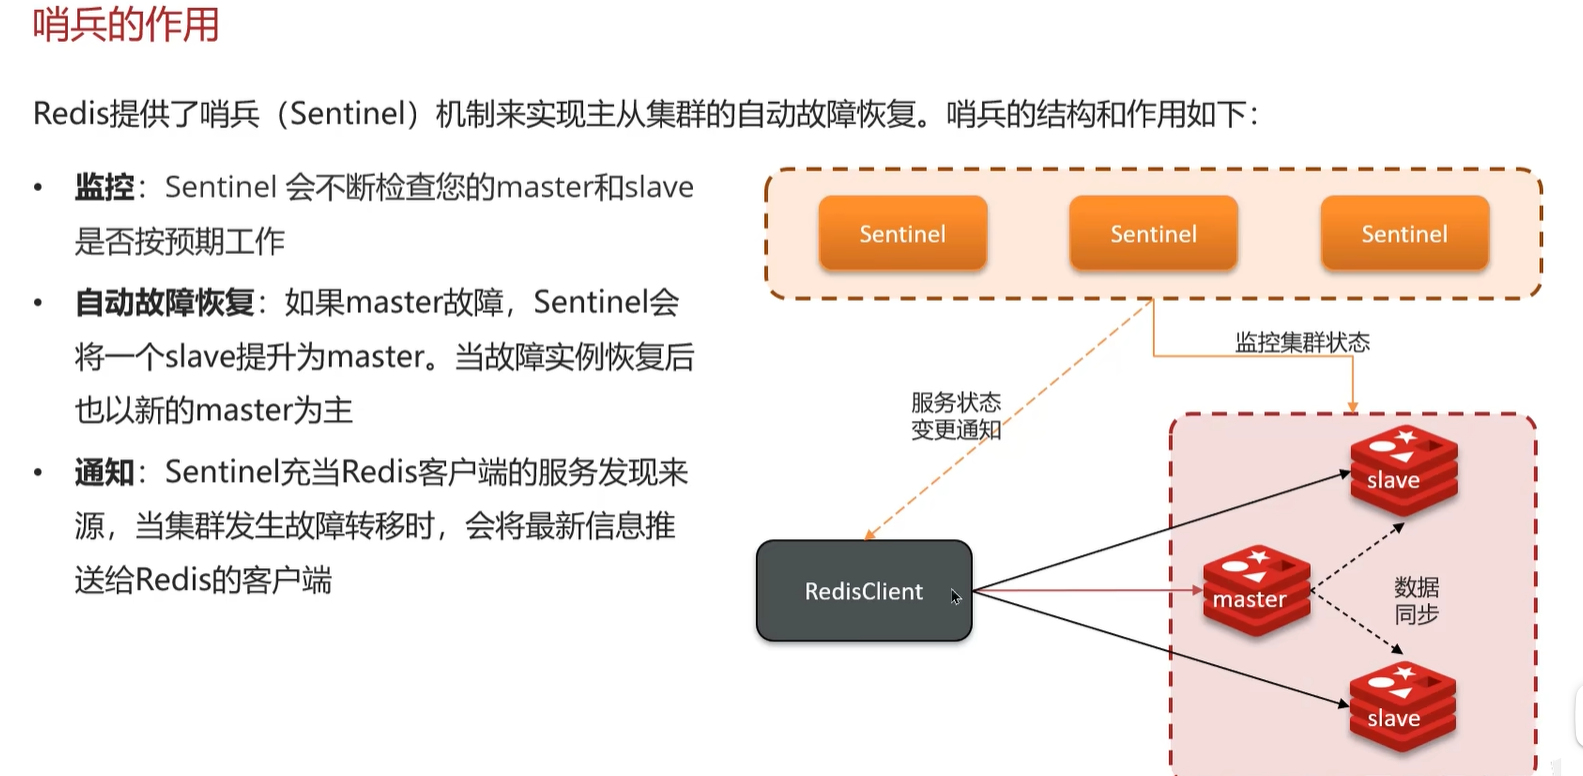 哨兵的作用
Redis提供了哨兵（Sentinel）机制来实现主从集群的自动故障恢复。哨兵的结构和作用如下：
• 监控：Sentinel 会不断检查您的master和slave
是否按预期工作
• 自动故障恢复：如果master故障，Sentinel会
将一个slave提升为master。当故障实例恢复后
也以新的master为主
• 通知：Sentinel充当Redis客户端的服务发现来
源，当集群发生故障转移时，会将最新信息推
送给Redis的客户端
Sentinel
Sentinel
Sentinel
监控集群状态
服务状态
变更通知
slave
RedisClient
master
数据
同步
slave